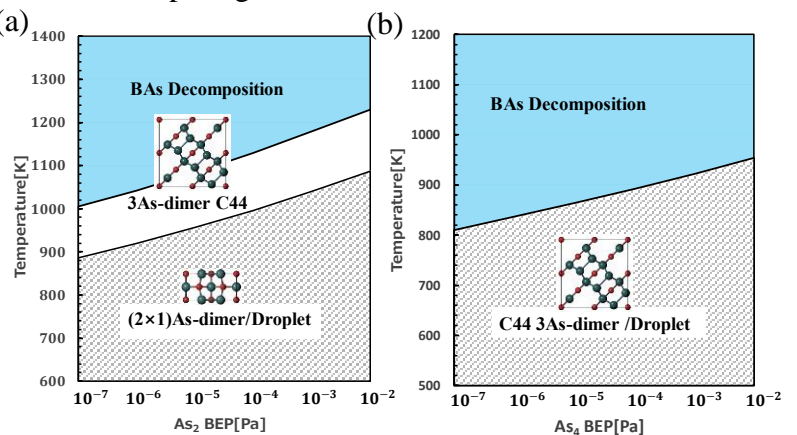 (a)
1400
1300
1200
1100
1000
900
800
700
600
Temperature[K]
BAs Decomposition
3As-dimer C44
(2×1)As-dimer/Droplet
10⁻⁷ 10⁻⁶ 10⁻⁵ 10⁻⁴ 10⁻³ 10⁻²
As₂ BEP[Pa]
(b)
1200
1100
1000
900
800
700
600
500
Temperature[K]
BAs Decomposition
C44 3As-dimer /Droplet
10⁻⁷ 10⁻⁶ 10⁻⁵ 10⁻⁴ 10⁻³ 10⁻²
As₄ BEP[Pa]